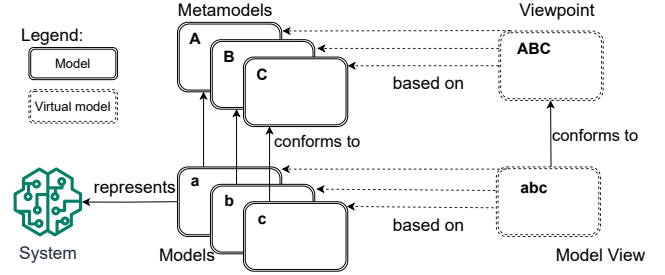 Metamodels
Viewpoint
Legend:
Model
Virtual model
A
B
C
ABC
based on
conforms to
conforms to
represents
a
b
c
abc
based on
System
Models
Model View